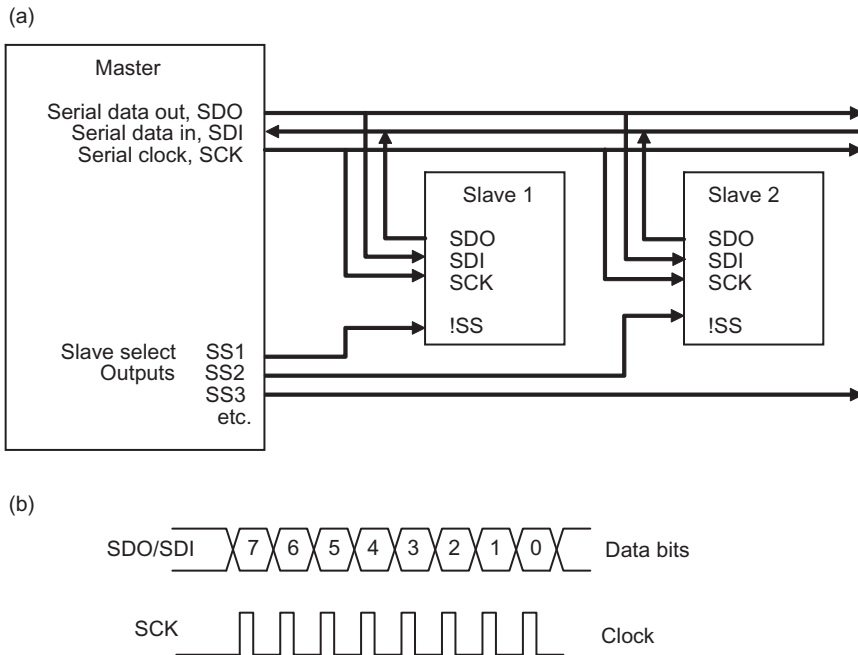 (a)
Master
Serial data out, SDO
Serial data in, SDI
Serial clock, SCK
Slave 1
SDO
SDI
SCK
!SS
Slave 2
SDO
SDI
SCK
!SS
Slave select SS1
Outputs SS2
SS3
etc.
(b)
SDO/SDI 7 6 5 4 3 2 1 0 Data bits
SCK Clock